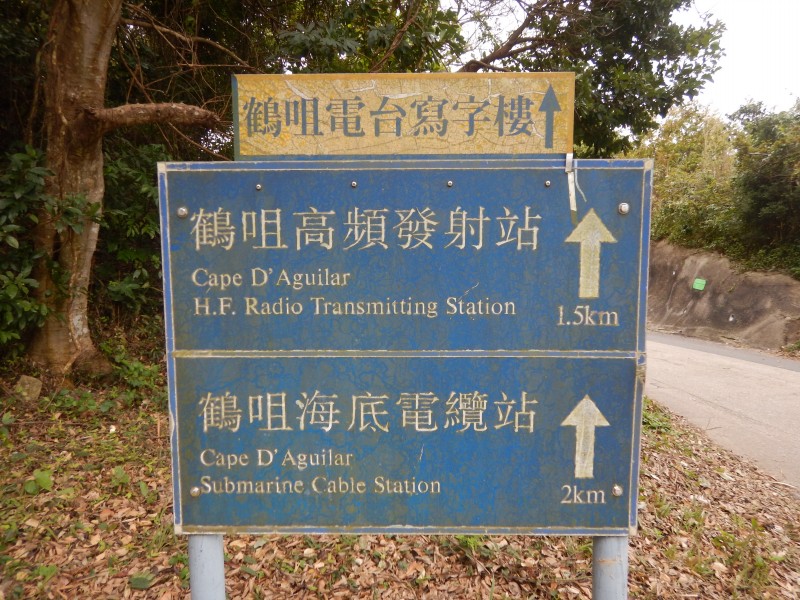 鶴咀電台寫字樓
鶴咀高頻發射站
Cape D'Aguilar
H.F. Radio Transmitting Station
1.5km
鶴咀海底電纜站
Cape D'Aguilar
Submarine Cable Station
2km